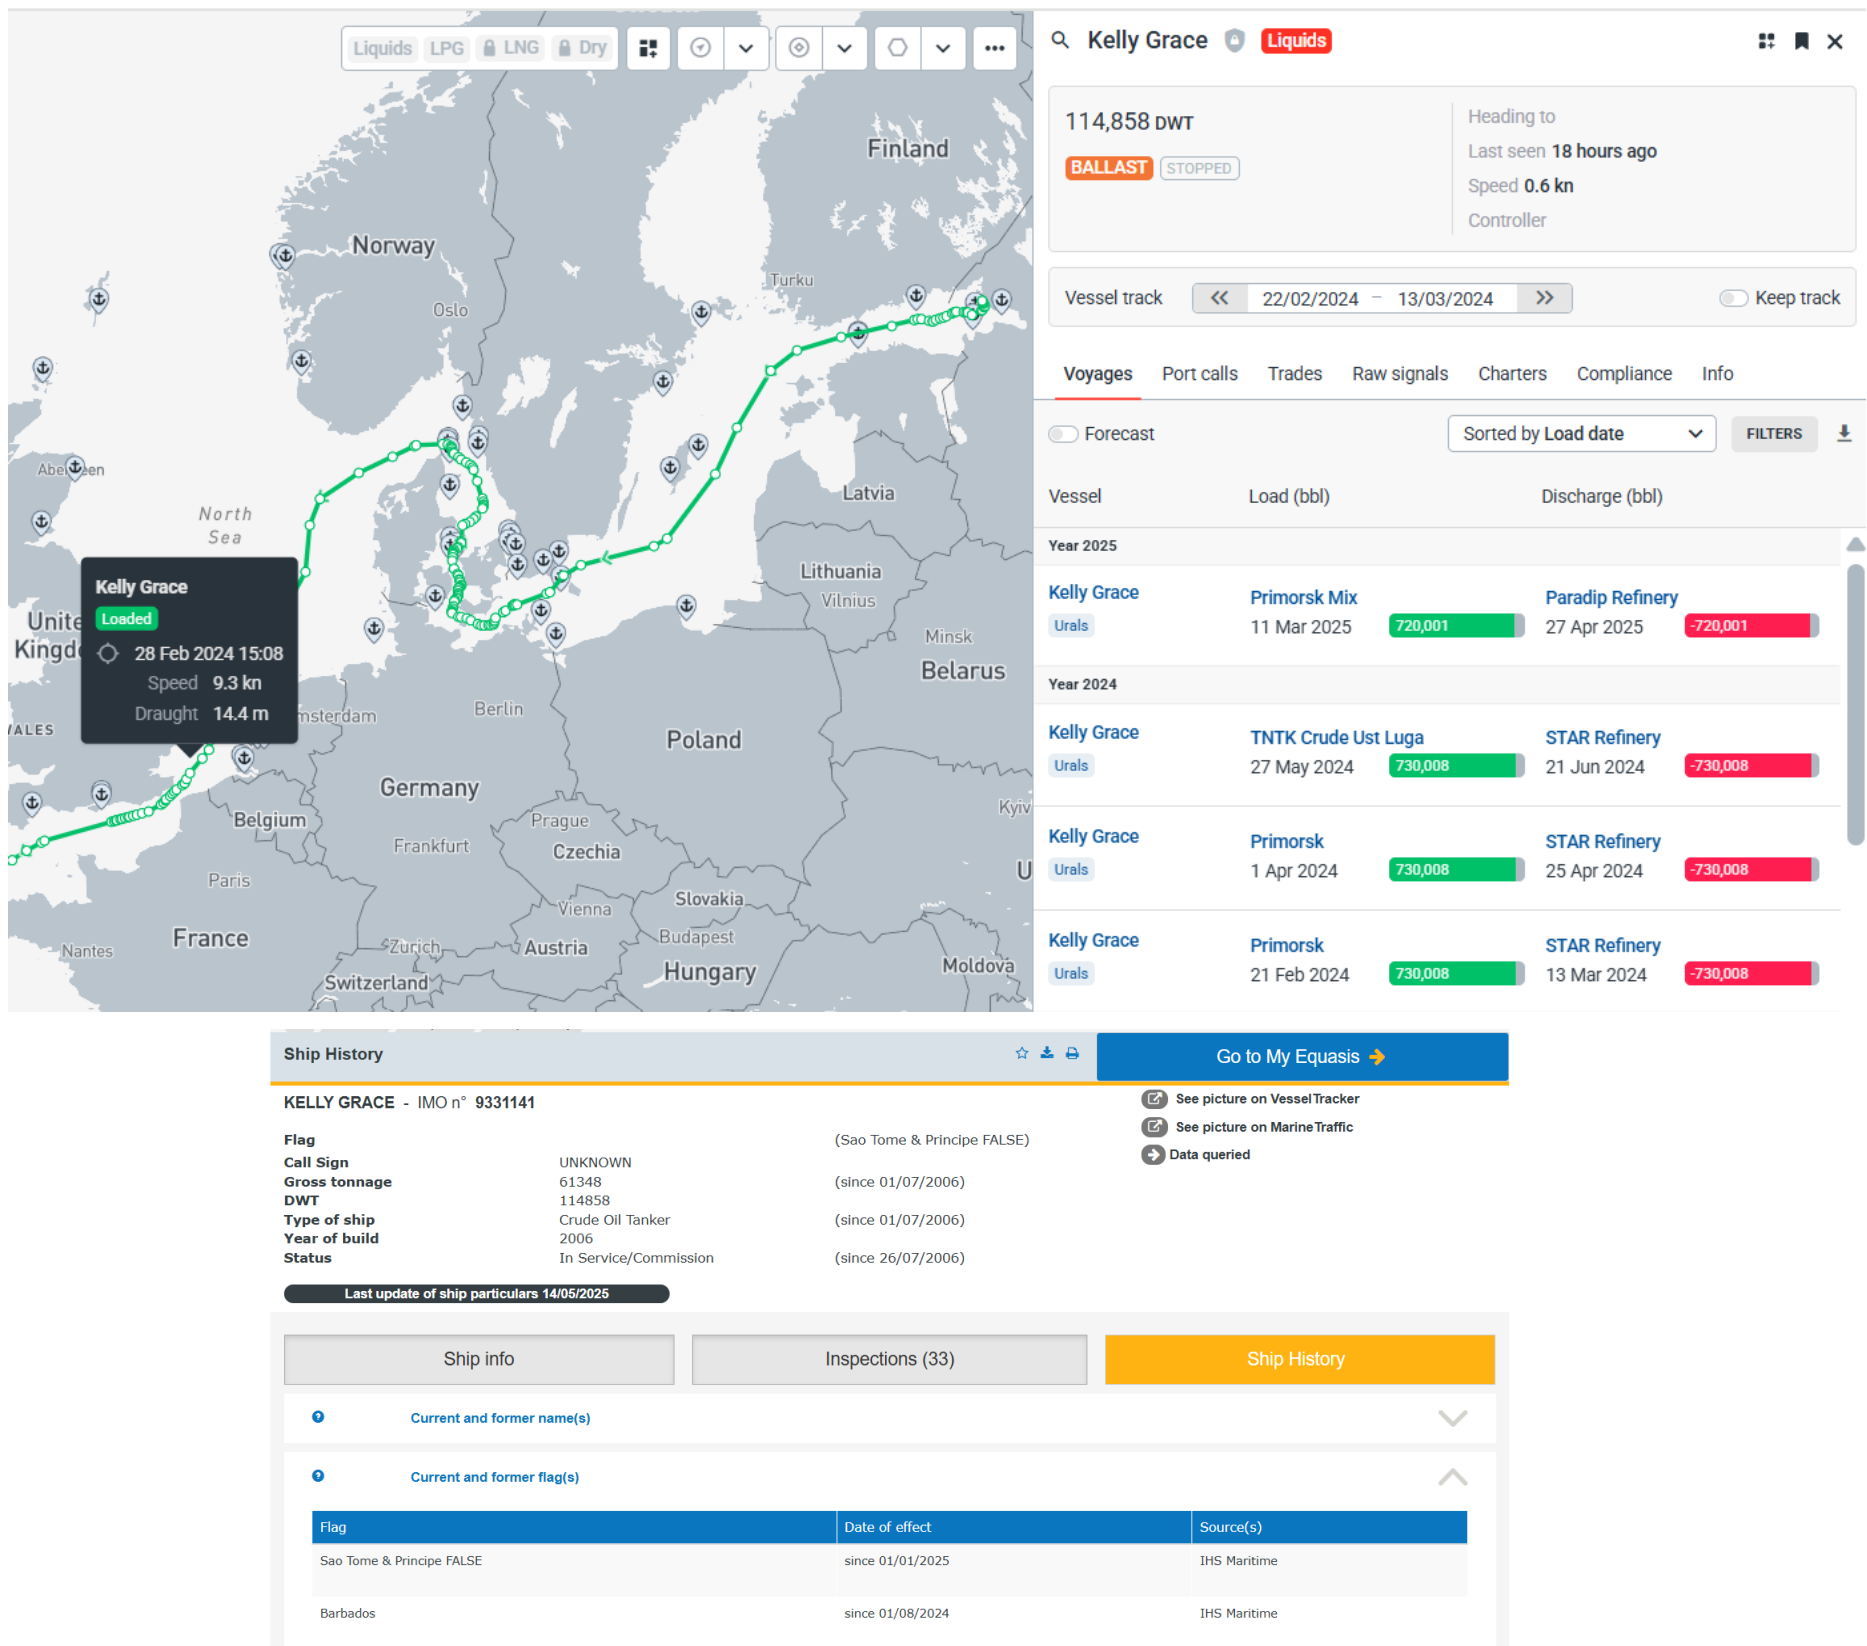 Liquids LPG LNG Dry
Finland
Norway
Turku
Oslo
Aberdeen
North
Sea
Latvia
Lithuania
Vilnius
Minsk
Belarus
Kelly Grace
Loaded
28 Feb 2024 15:08
Speed 9.3 kn
Draught 14.4 m
Unite
Kingd
msterdam
Berlin
ALES
Poland
Germany
Kyiv
Belgium
Prague
Frankfurt
Czechia
Paris
U
Slovakia
Vienna
France
Budapest
Nantes
Zurich
Austria
Moldova
Hungary
Switzerland
Kelly Grace Liquids
114,858 DWT
BALLAST STOPPED
Heading to
Last seen 18 hours ago
Speed 0.6 kn
Controller
Vessel track 22/02/2024 – 13/03/2024 Keep track
Voyages Port calls Trades Raw signals Charters Compliance Info
Forecast Sorted by Load date FILTERS
Vessel Load (bbl) Discharge (bbl)
Year 2025
Kelly Grace Primorsk Mix Paradip Refinery
Urals 11 Mar 2025 720,001 27 Apr 2025 -720,001
Year 2024
Kelly Grace TNTK Crude Ust Luga STAR Refinery
Urals 27 May 2024 730,008 21 Jun 2024 -730,008
Kelly Grace Primorsk STAR Refinery
Urals 1 Apr 2024 730,008 25 Apr 2024 -730,008
Kelly Grace Primorsk STAR Refinery
Urals 21 Feb 2024 730,008 13 Mar 2024 -730,008
Ship History Go to My Equasis
KELLY GRACE - IMO n° 9331141
See picture on VesselTracker
See picture on MarineTraffic
Data queried
Flag (Sao Tome & Principe FALSE)
Call Sign UNKNOWN
Gross tonnage 61348 (since 01/07/2006)
DWT 114858
Type of ship Crude Oil Tanker (since 01/07/2006)
Year of build 2006
Status In Service/Commission (since 26/07/2006)
Last update of ship particulars 14/05/2025
Ship info Inspections (33) Ship History
Current and former name(s)
Current and former flag(s)
Flag Date of effect Source(s)
Sao Tome & Principe FALSE since 01/01/2025 IHS Maritime
Barbados since 01/08/2024 IHS Maritime